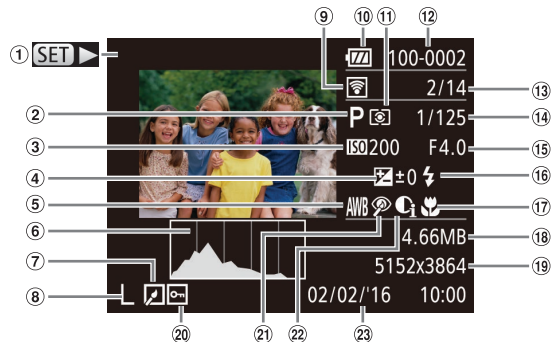 ⑨ ⑩ ⑪ ⑫
① SET 100-0002
2/14 ⑬
② P 1/125 ⑭
③ ISO 200 F4.0 ⑮
④ ±0 ⑯
⑤ AWB ⑰
⑥ 4.66MB ⑱
5152x3864 ⑲
⑦
⑧ L 02/02/'16 10:00
⑳ ㉑ ㉒ ㉓